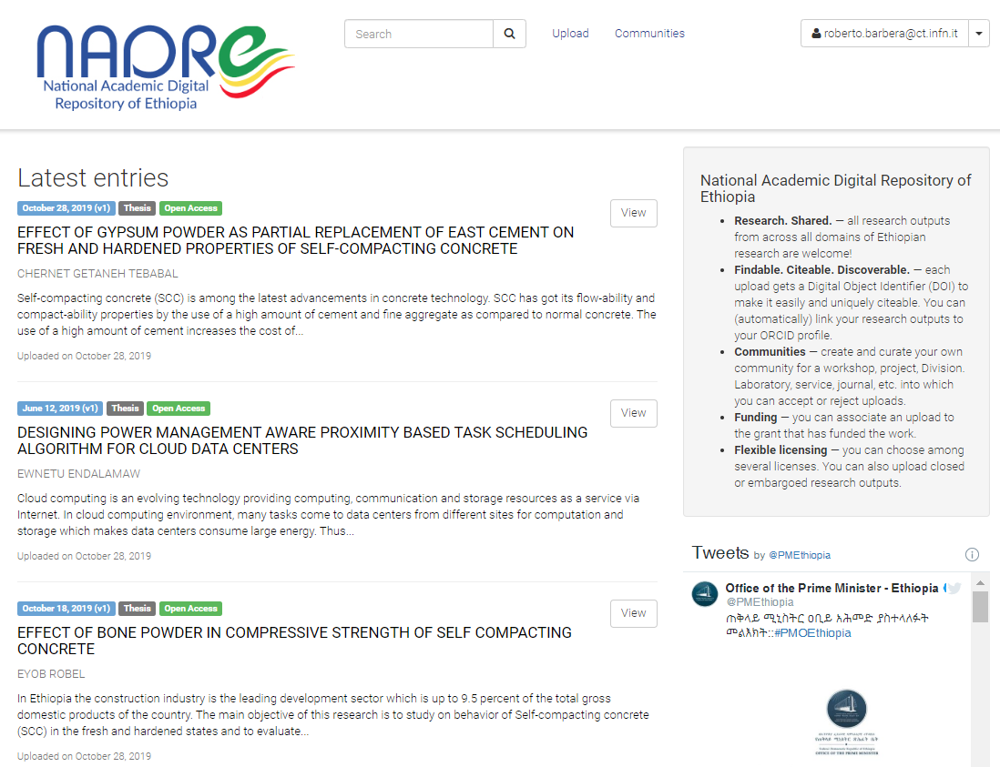 NADRe
National Academic Digital
Repository of Ethiopia
Search
Upload
Communities
roberto.barbera@ct.infn.it
Latest entries
October 28, 2019 (v1) Thesis Open Access
View
EFFECT OF GYPSUM POWDER AS PARTIAL REPLACEMENT OF EAST CEMENT ON
FRESH AND HARDENED PROPERTIES OF SELF-COMPACTING CONCRETE
CHERNET GETANEH TEBABAL
Self-compacting concrete (SCC) is among the latest advancements in concrete technology. SCC has got its flow-ability and
compact-ability properties by the use of a high amount of cement and fine aggregate as compared to normal concrete. The
use of a high amount of cement increases the cost of...
Uploaded on October 28, 2019
June 12, 2019 (v1) Thesis Open Access
View
DESIGNING POWER MANAGEMENT AWARE PROXIMITY BASED TASK SCHEDULING
ALGORITHM FOR CLOUD DATA CENTERS
EWNETU ENDALAMAW
Cloud computing is an evolving technology providing computing, communication and storage resources as a service via
Internet. In cloud computing environment, many tasks come to data centers from different sites for computation and
storage which makes data centers consume large energy. Thus...
Uploaded on October 28, 2019
October 18, 2019 (v1) Thesis Open Access
View
EFFECT OF BONE POWDER IN COMPRESSIVE STRENGTH OF SELF COMPACTING
CONCRETE
EYOB ROBEL
In Ethiopia the construction industry is the leading development sector which is up to 9.5 percent of the total gross
domestic products of the country. The main objective of this research is to study on behavior of Self-compacting concrete
(SCC) in the fresh and hardened states and to evaluate...
Uploaded on October 28, 2019
National Academic Digital Repository of
Ethiopia
• Research. Shared. — all research outputs
from across all domains of Ethiopian
research are welcome!
• Findable. Citeable. Discoverable. — each
upload gets a Digital Object Identifier (DOI) to
make it easily and uniquely citeable. You can
(automatically) link your research outputs to
your ORCID profile.
• Communities — create and curate your own
community for a workshop, project, Division.
Laboratory, service, journal, etc. into which
you can accept or reject uploads.
• Funding — you can associate an upload to
the grant that has funded the work.
• Flexible licensing — you can choose among
several licenses. You can also upload closed
or embargoed research outputs.
Tweets by @PMEthiopia
Office of the Prime Minister - Ethiopia
@PMEthiopia
ጠቅላይ ሚኒስትር ዐቢይ አሕመድ ያስተላለፉት
መልእክት::#PMOEthiopia
OFFICE OF THE PRIME MINISTER